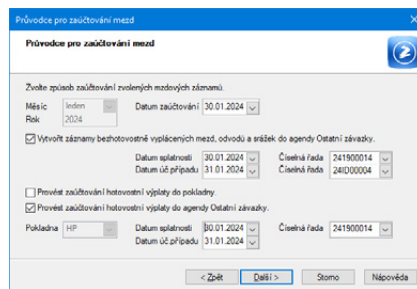 Průvodce pro zaúčtování mezd
Průvodce pro zaúčtování mezd
2
Zvolte způsob zaúčtování zvolených mzdových záznamů.
Měsíc leden Datum zaúčtování 30.01.2024
Rok 2024
Vytvořit záznamy bezhotovostně vyplácených mezd, odvodů a srážek do agendy Ostatní závazky.
Datum splatnosti 30.01.2024 Číselná řada 241900014
Datum úč.případu 31.01.2024 24ID00004
Provést zaúčtování hotovostní výplaty do pokladny.
Provést zaúčtování hotovostní výplaty do agendy Ostatní závazky.
Pokladna HP Datum splatnosti 30.01.2024 Číselná řada 241900014
Datum úč.případu 31.01.2024
< Zpět Další > Storno Nápověda